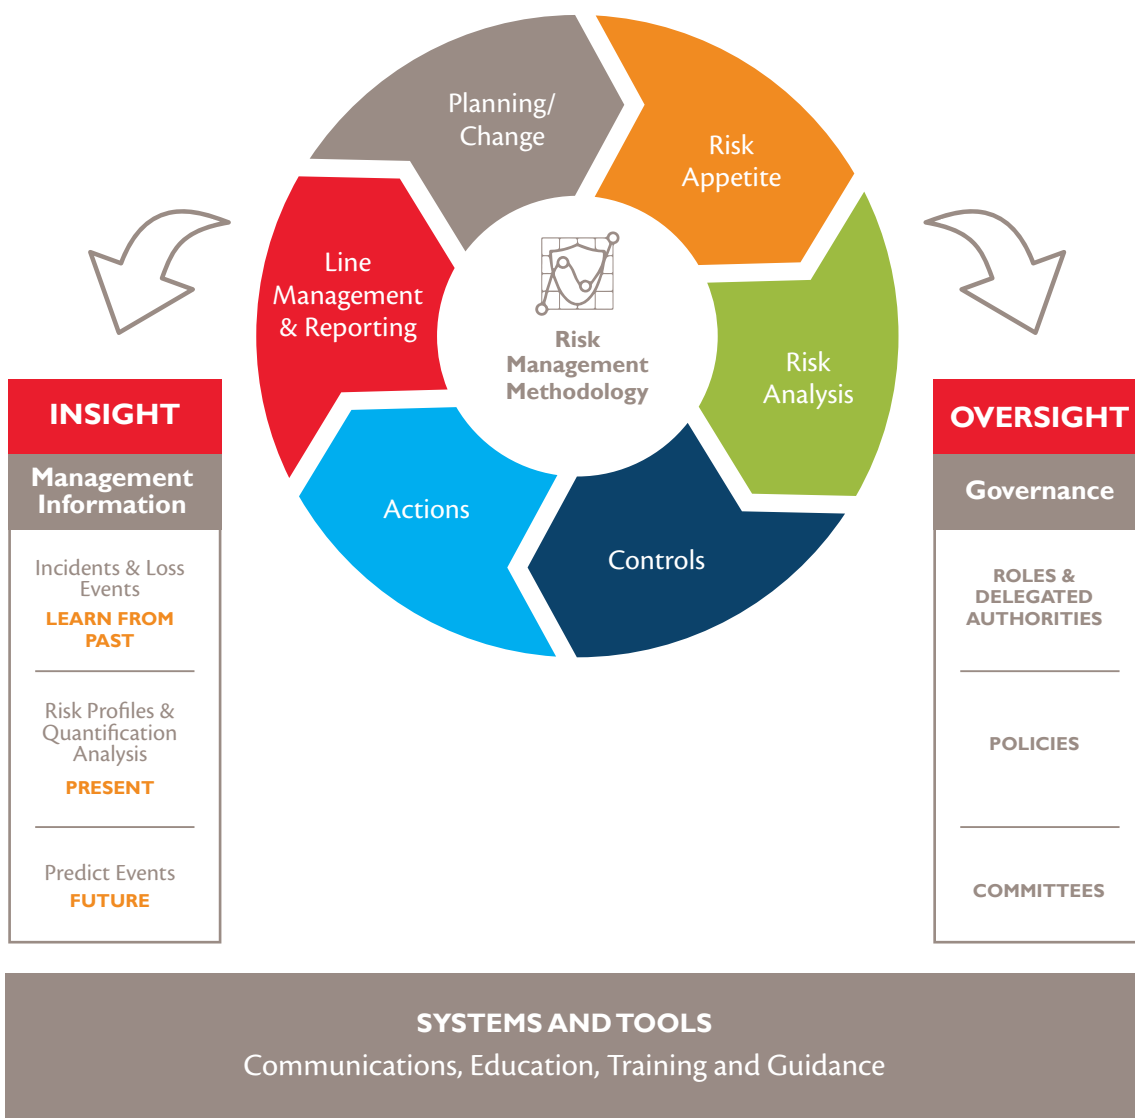 Planning/
Change
Risk
Appetite
Risk
Analysis
Controls
Actions
Line
Management
& Reporting
Risk
Management
Methodology
INSIGHT
Management
Information
Incidents & Loss
Events
LEARN FROM
PAST
Risk Profiles &
Quantification
Analysis
PRESENT
Predict Events
FUTURE
OVERSIGHT
Governance
ROLES &
DELEGATED
AUTHORITIES
POLICIES
COMMITTEES
SYSTEMS AND TOOLS
Communications, Education, Training and Guidance